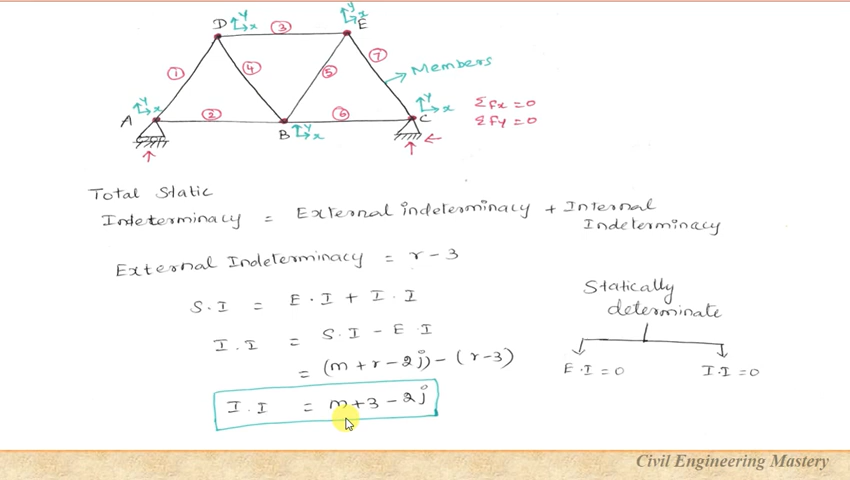 D Y x 3 Y x E
1 4 5 7 Members
Y x Y x ΣFx = 0
A 2 B Y x 6 C ΣFy = 0
Total Static
Indeterminacy = External indeterminacy + Internal
Indeterminacy
External Indeterminacy = r - 3
S.I = E.I + I.I
I.I = S.I - E.I
= (m + r - 2j) - (r - 3)
I.I = m + 3 - 2j
Statically
determinate
E.I = 0 I.I = 0
Civil Engineering Mastery